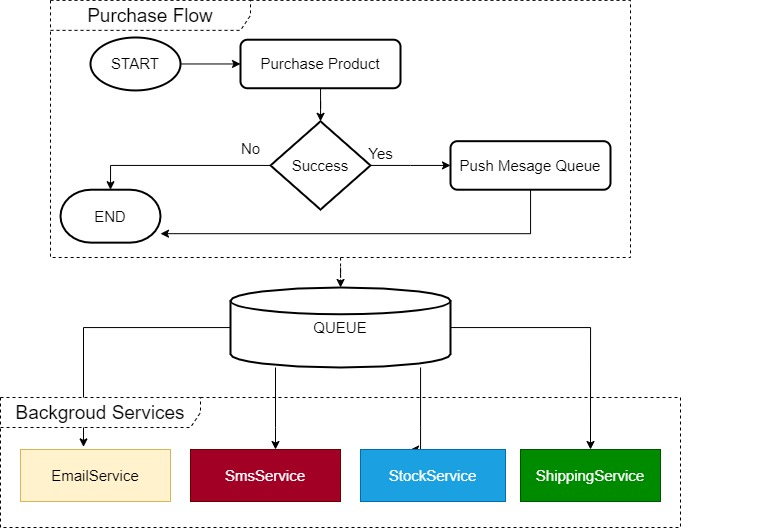 Purchase Flow
START
Purchase Product
No
Success
Yes
Push Mesage Queue
END
QUEUE
Backgroud Services
EmailService
SmsService
StockService
ShippingService